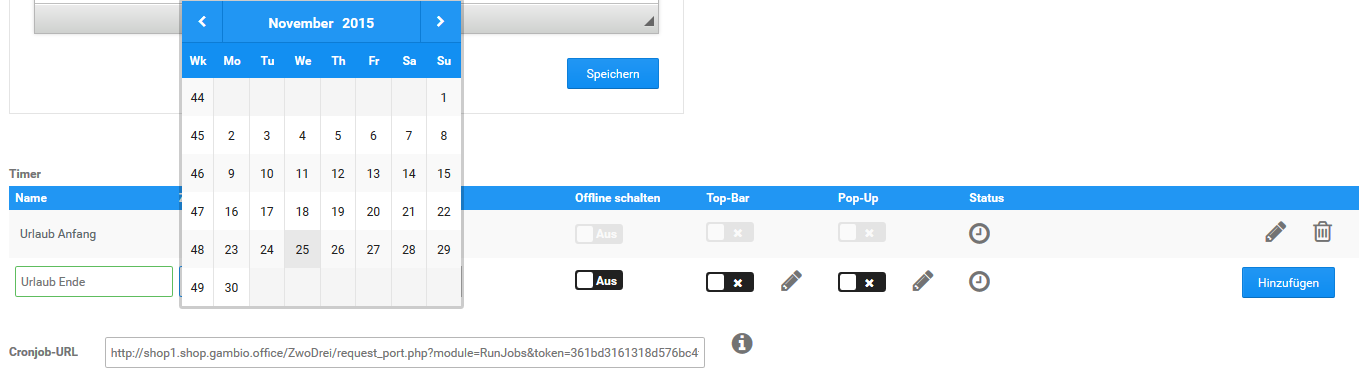 November 2015
Wk Mo Tu We Th Fr Sa Su
44 1
45 2 3 4 5 6 7 8
46 9 10 11 12 13 14 15
47 16 17 18 19 20 21 22
48 23 24 25 26 27 28 29
49 30
Speichern
Timer
Name Offline schalten Top-Bar Pop-Up Status
Urlaub Anfang Aus
Urlaub Ende Aus Hinzufügen
Cronjob-URL http://shop1.shop.gambio.office/ZwoDrei/request_port.php?module=RunJobs&token=361bd3161318d576bc4